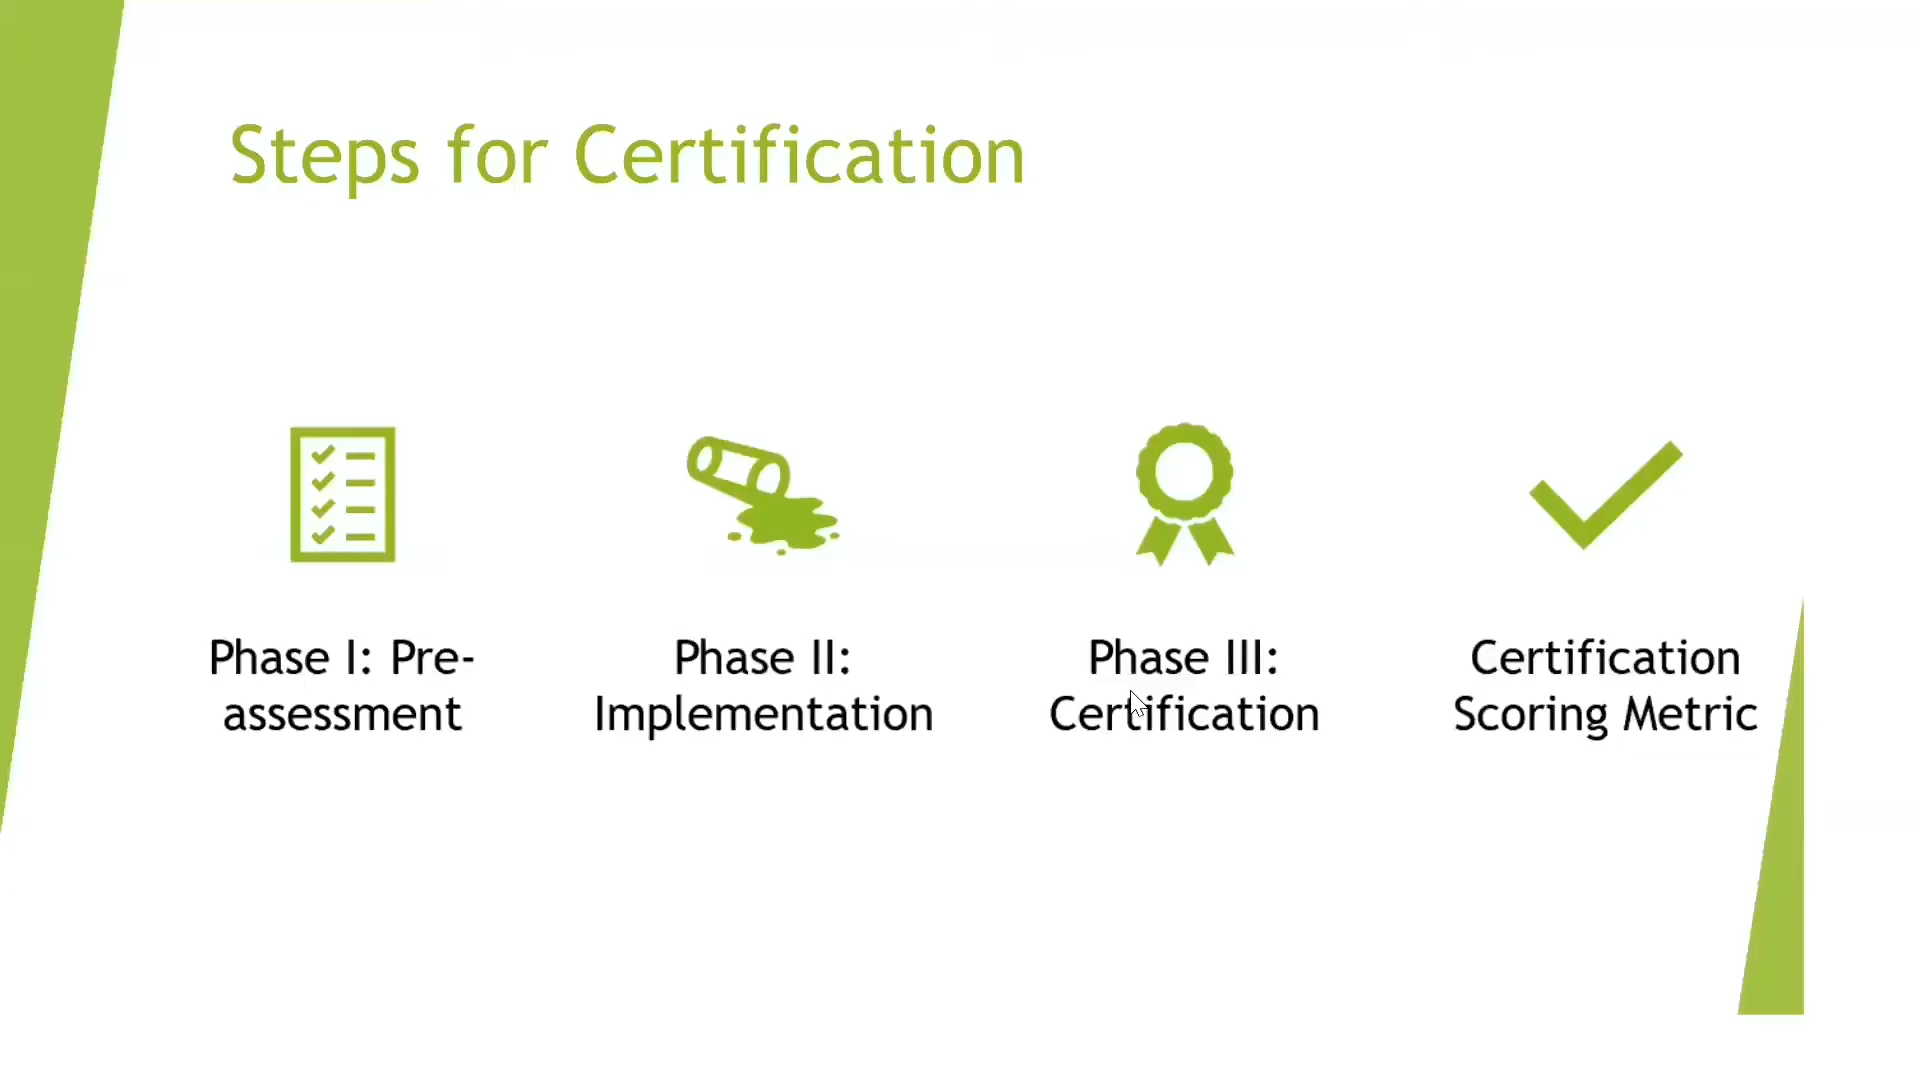 Steps for Certification
Phase I: Pre-
assessment
Phase II:
Implementation
Phase III:
Certification
Certification
Scoring Metric